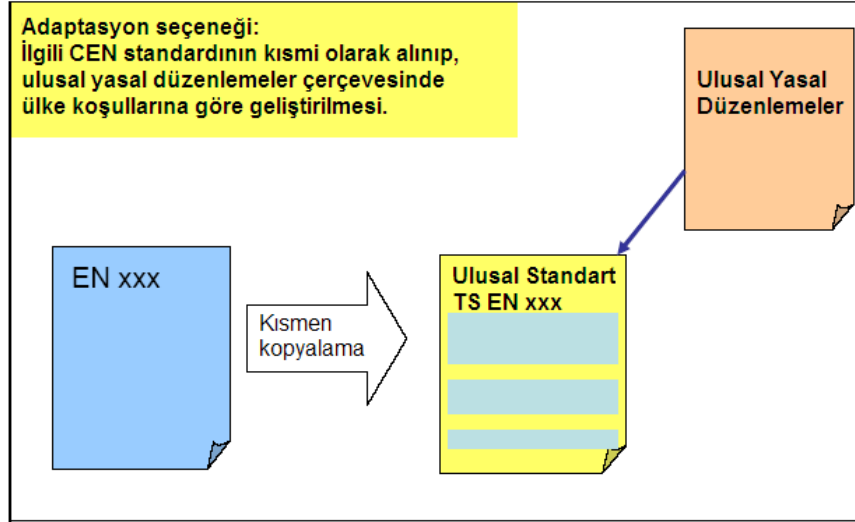 Adaptasyon seçeneği:
İlgili CEN standardının kısmi olarak alınıp,
ulusal yasal düzenlemeler çerçevesinde
ülke koşullarına göre geliştirilmesi.
Ulusal Yasal
Düzenlemeler
EN xxx
Kısmen
kopyalama
Ulusal Standart
TS EN xxx